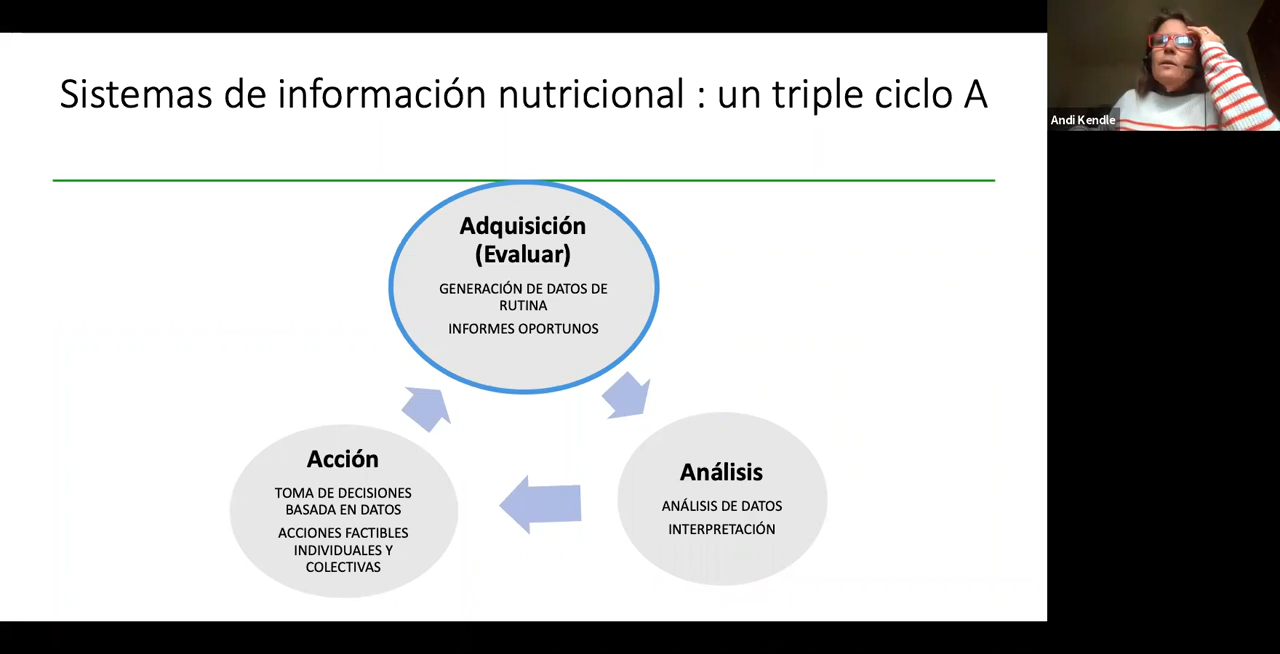 Sistemas de información nutricional : un triple ciclo A
Andi Kendle
Adquisición
(Evaluar)
GENERACIÓN DE DATOS DE
RUTINA
INFORMES OPORTUNOS
Análisis
ANÁLISIS DE DATOS
INTERPRETACIÓN
Acción
TOMA DE DECISIONES
BASADA EN DATOS
ACCIONES FACTIBLES
INDIVIDUALES Y
COLECTIVAS